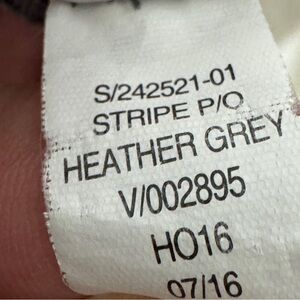 S/242521-01
STRIPE P/O
HEATHER GREY
V/002895
HO16
07/16